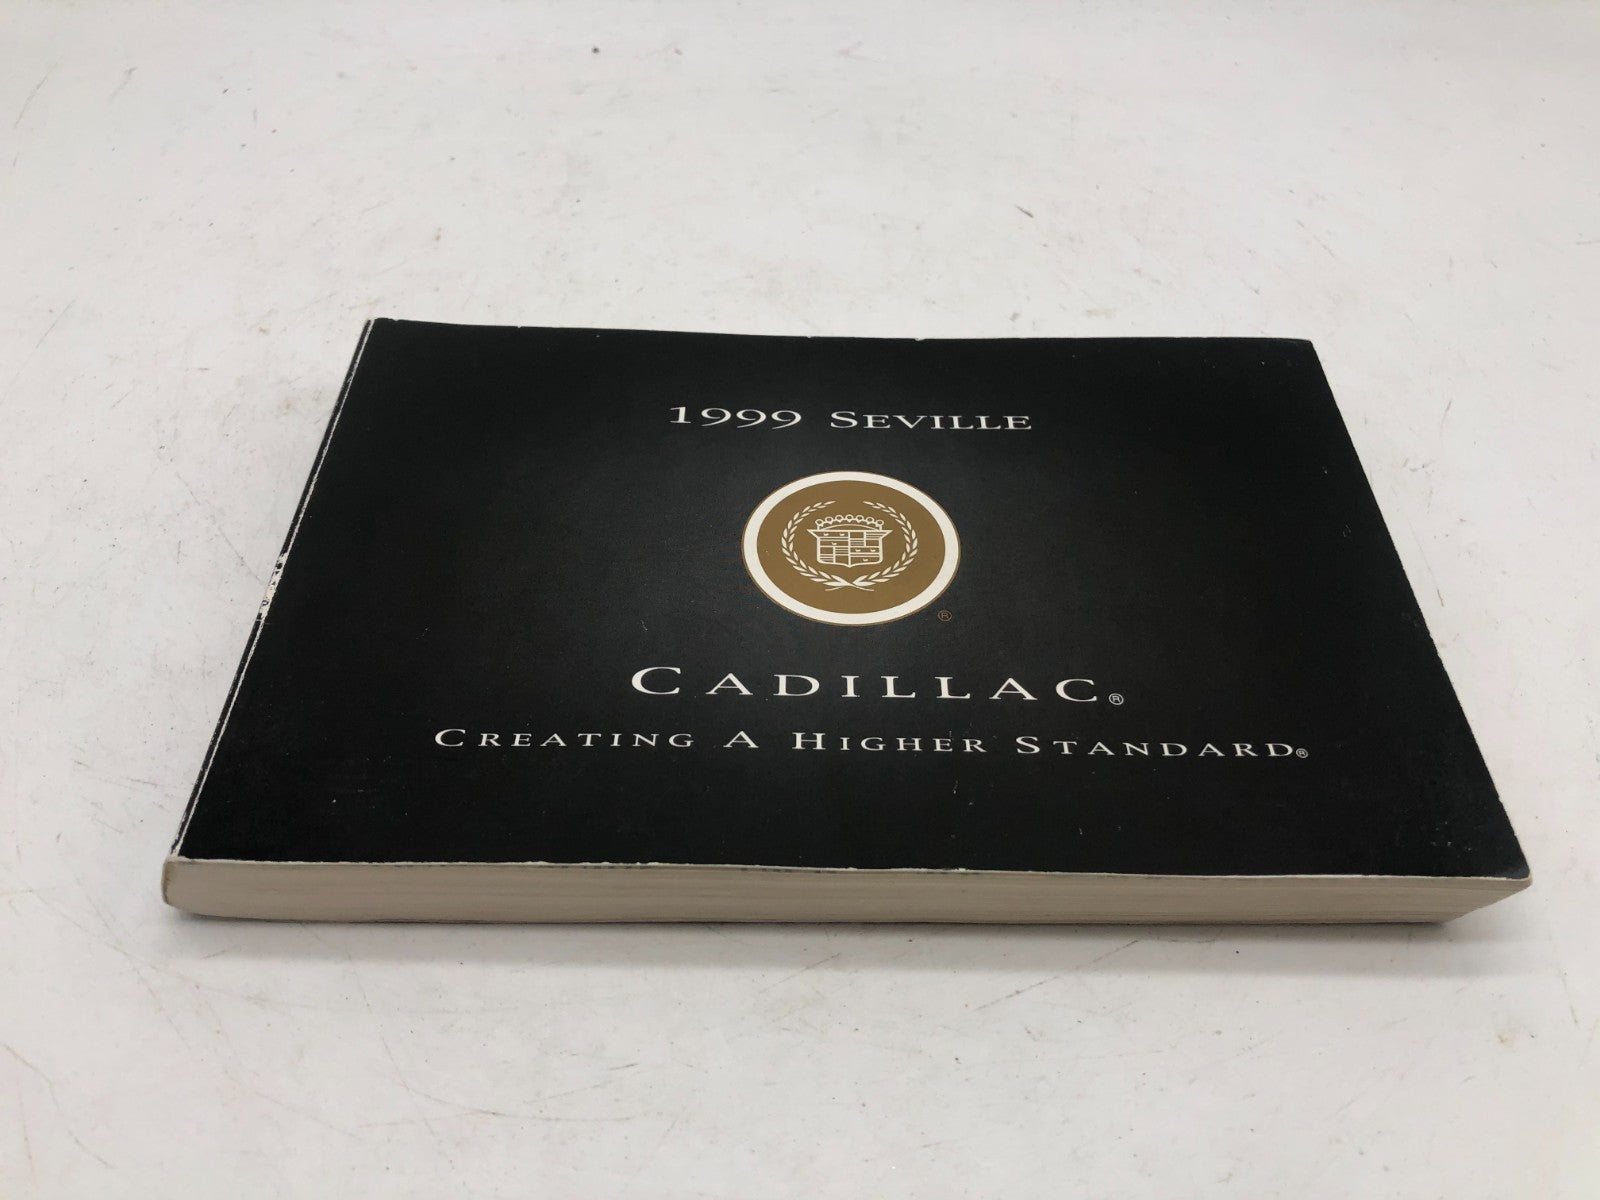 1999 SEVILLE
®
CADILLAC®
CREATING A HIGHER STANDARD®